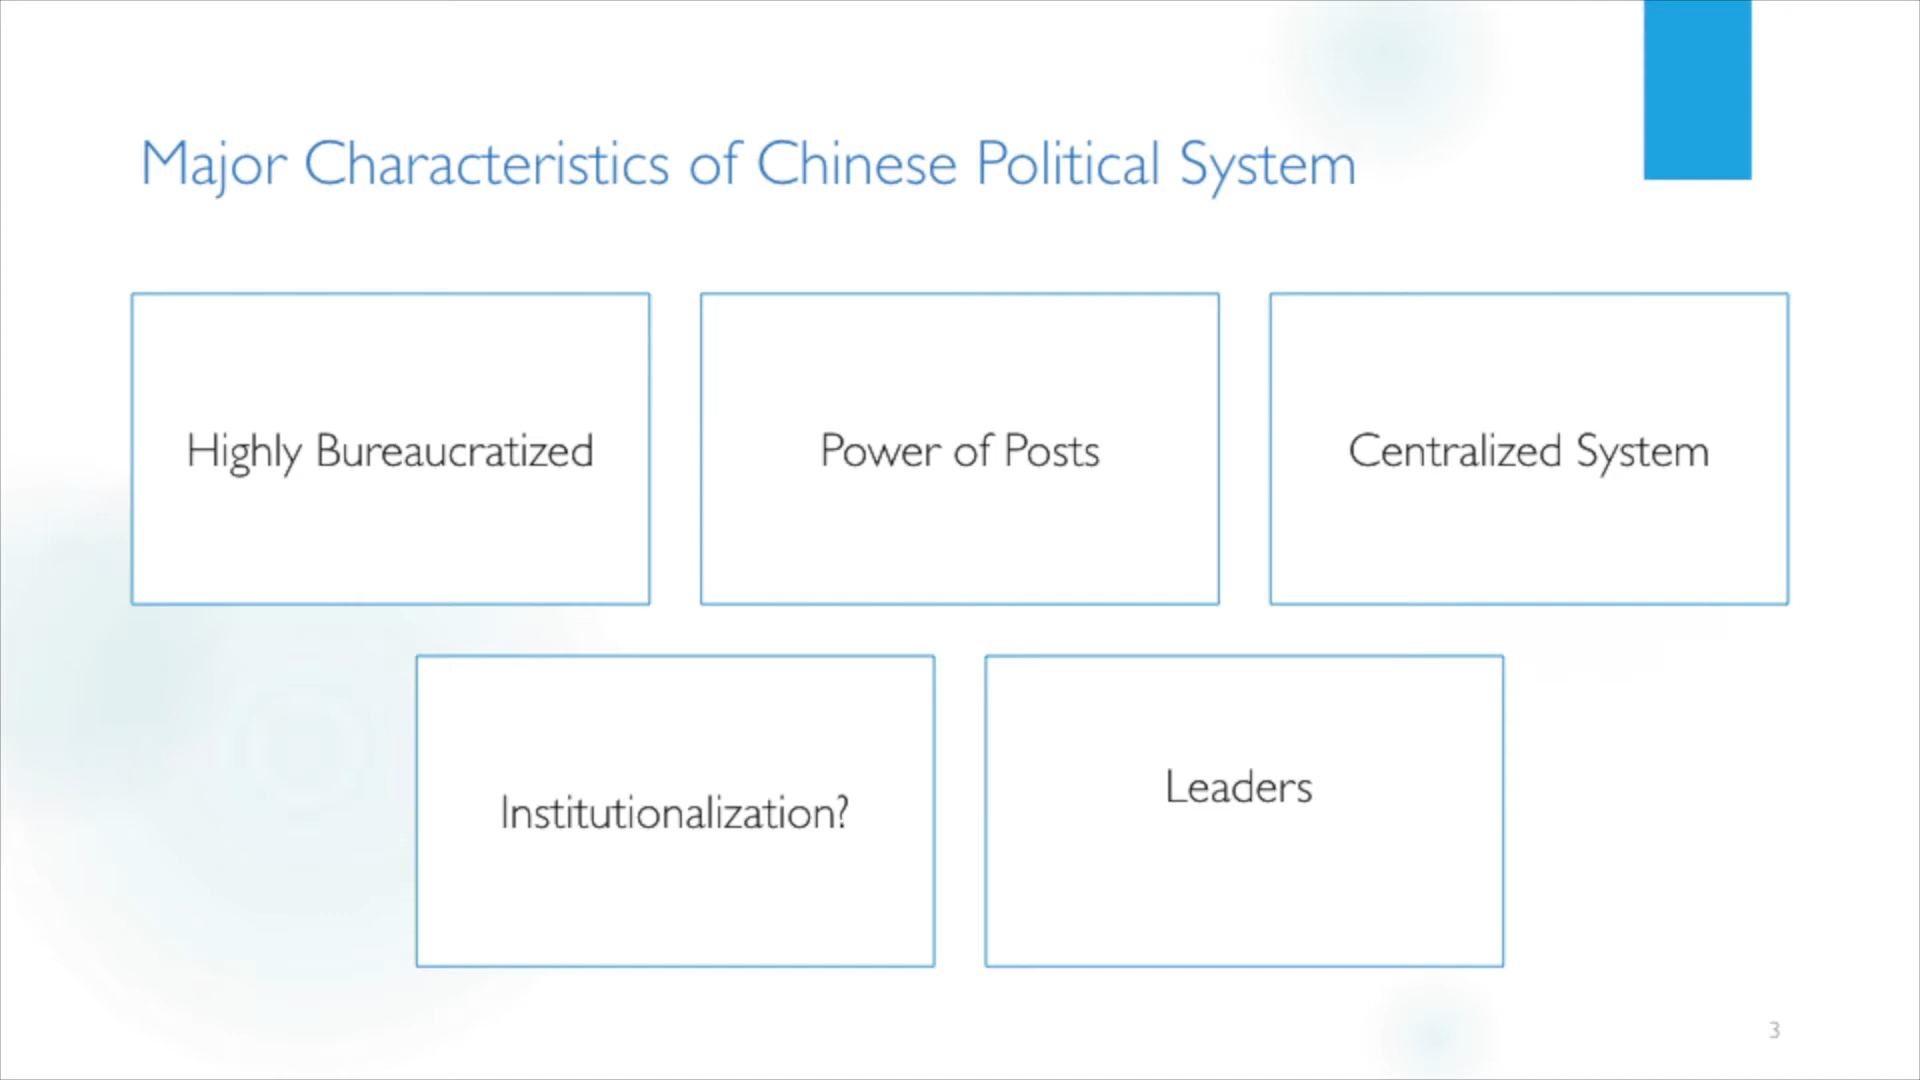 Major Characteristics of Chinese Political System
Highly Bureaucratized
Power of Posts
Centralized System
Institutionalization?
Leaders
3